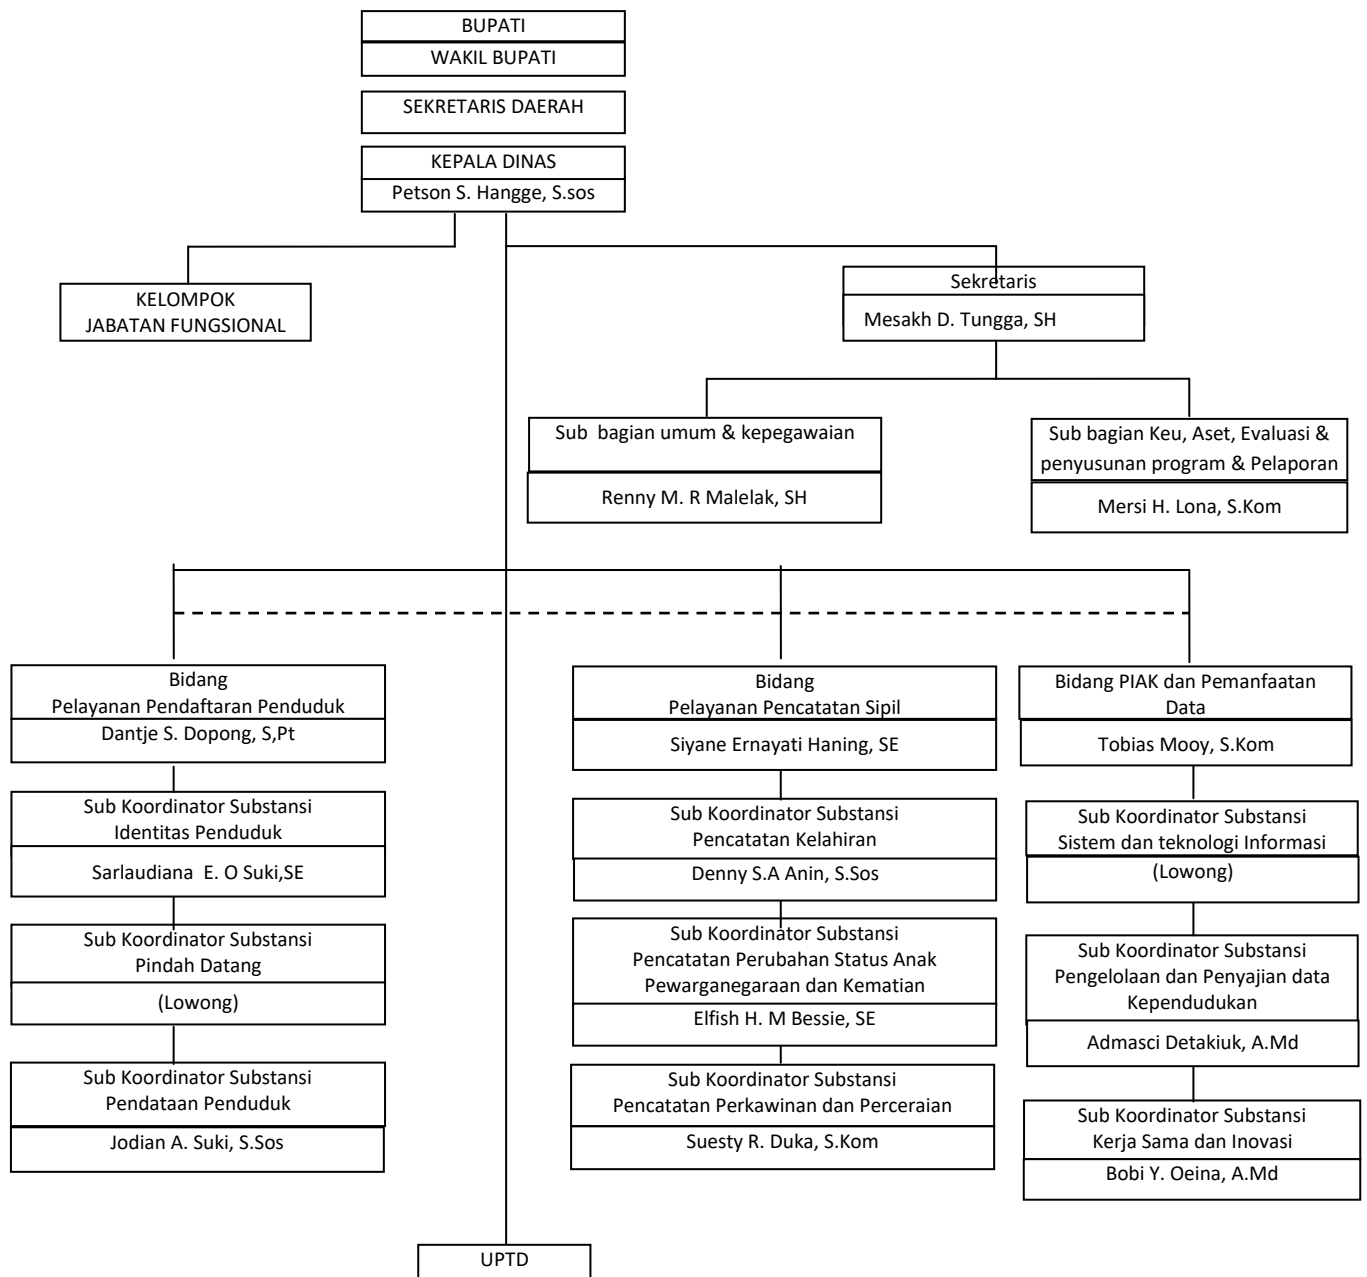 BUPATI
WAKIL BUPATI
SEKRETARIS DAERAH
KEPALA DINAS
Petson S. Hangge, S.sos
KELOMPOK
JABATAN FUNGSIONAL
Sekretaris
Mesakh D. Tungga, SH
Sub bagian umum & kepegawaian
Renny M. R Malelak, SH
Sub bagian Keu, Aset, Evaluasi &
penyusunan program & Pelaporan
Mersi H. Lona, S.Kom
Bidang
Pelayanan Pendaftaran Penduduk
Dantje S. Dopong, S,Pt
Sub Koordinator Substansi
Identitas Penduduk
Sarlaudiana E. O Suki,SE
Sub Koordinator Substansi
Pindah Datang
(Lowong)
Sub Koordinator Substansi
Pendataan Penduduk
Jodian A. Suki, S.Sos
Bidang
Pelayanan Pencatatan Sipil
Siyane Ernayati Haning, SE
Sub Koordinator Substansi
Pencatatan Kelahiran
Denny S.A Anin, S.Sos
Sub Koordinator Substansi
Pencatatan Perubahan Status Anak
Pewarganegaraan dan Kematian
Elfish H. M Bessie, SE
Sub Koordinator Substansi
Pencatatan Perkawinan dan Perceraian
Suesty R. Duka, S.Kom
Bidang PIAK dan Pemanfaatan
Data
Tobias Mooy, S.Kom
Sub Koordinator Substansi
Sistem dan teknologi Informasi
(Lowong)
Sub Koordinator Substansi
Pengelolaan dan Penyajian data
Kependudukan
Admasci Detakiuk, A.Md
Sub Koordinator Substansi
Kerja Sama dan Inovasi
Bobi Y. Oeina, A.Md
UPTD